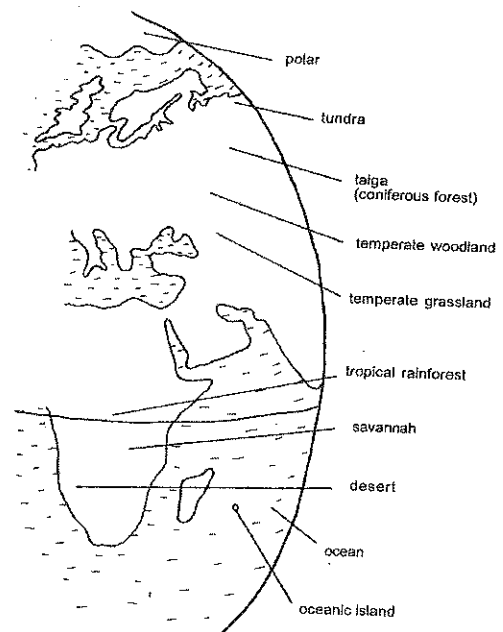 polar
tundra
taiga
(coniferous forest)
temperate woodland
temperate grassland
tropical rainforest
savannah
desert
ocean
oceanic island